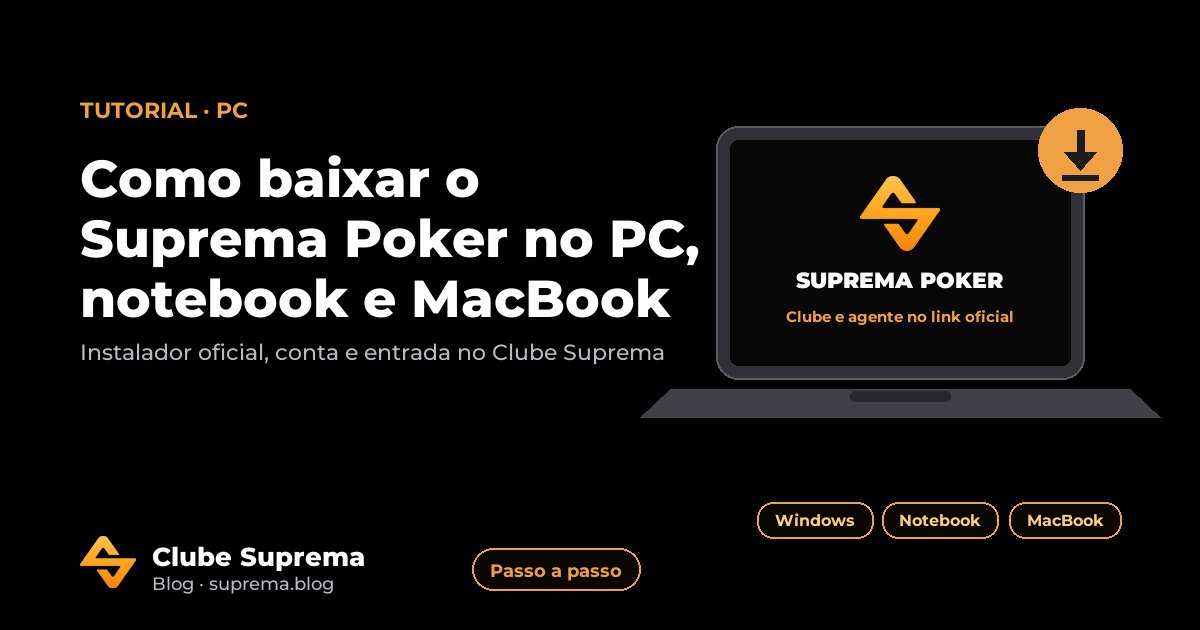 TUTORIAL · PC
Como baixar o
Suprema Poker no PC,
notebook e MacBook
Instalador oficial, conta e entrada no Clube Suprema
SUPREMA POKER
Clube e agente no link oficial
Windows
Notebook
MacBook
Clube Suprema
Blog · suprema.blog
Passo a passo